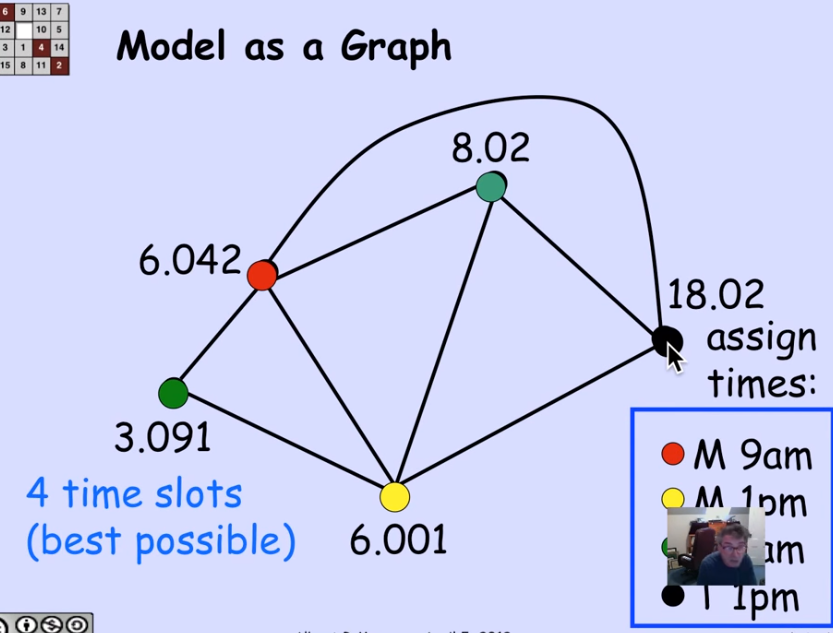 6 9 13 7
12 10 5
3 1 4 14
15 8 11 2
Model as a Graph
8.02
6.042
18.02
assign
times:
3.091
M 9am
4 time slots
M 1pm
(best possible)
6.001
am
T 1pm